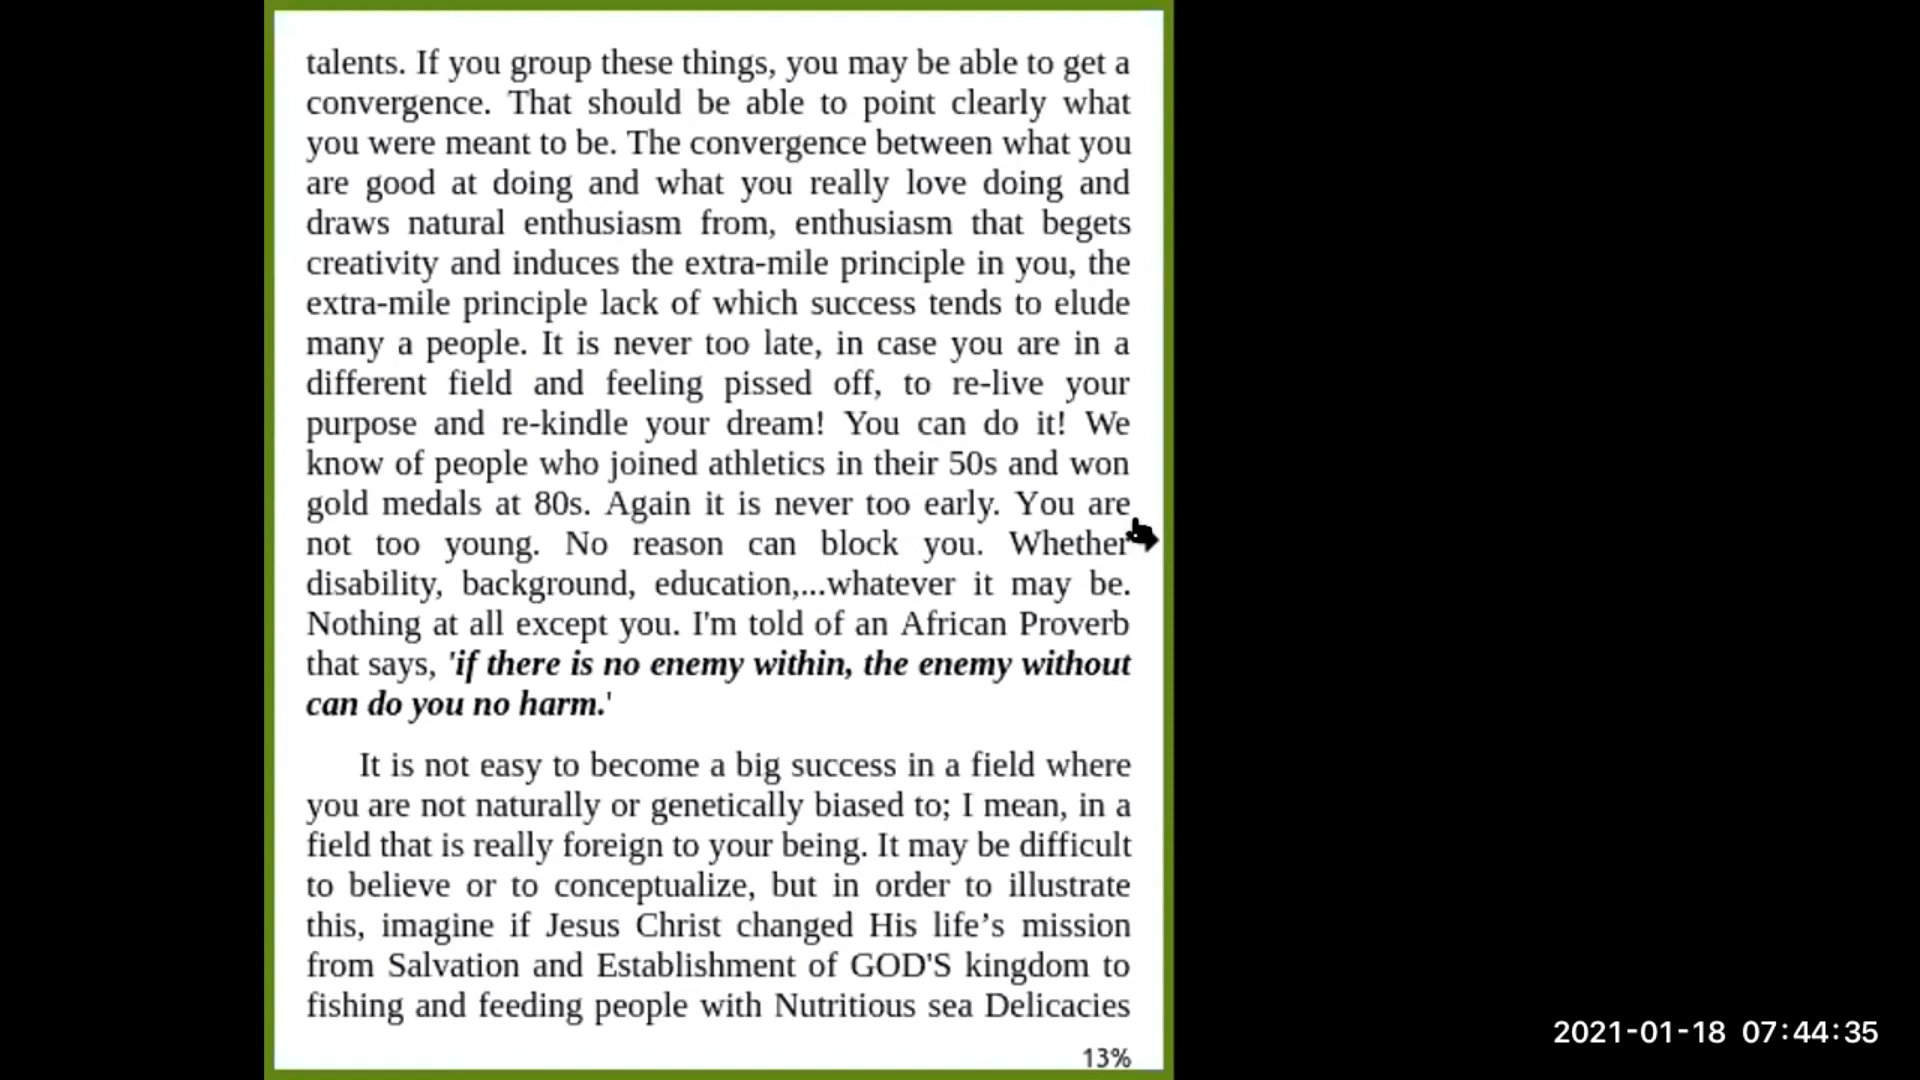 talents. If you group these things, you may be able to get a
convergence. That should be able to point clearly what
you were meant to be. The convergence between what you
are good at doing and what you really love doing and
draws natural enthusiasm from, enthusiasm that begets
creativity and induces the extra-mile principle in you, the
extra-mile principle lack of which success tends to elude
many a people. It is never too late, in case you are in a
different field and feeling pissed off, to re-live your
purpose and re-kindle your dream! You can do it! We
know of people who joined athletics in their 50s and won
gold medals at 80s. Again it is never too early. You are
not too young. No reason can block you. Whether
disability, background, education,...whatever it may be.
Nothing at all except you. I'm told of an African Proverb
that says, 'if there is no enemy within, the enemy without
can do you no harm.'
It is not easy to become a big success in a field where
you are not naturally or genetically biased to; I mean, in a
field that is really foreign to your being. It may be difficult
to believe or to conceptualize, but in order to illustrate
this, imagine if Jesus Christ changed His life’s mission
from Salvation and Establishment of GOD'S kingdom to
fishing and feeding people with Nutritious sea Delicacies
13%
2021-01-18 07:44:35